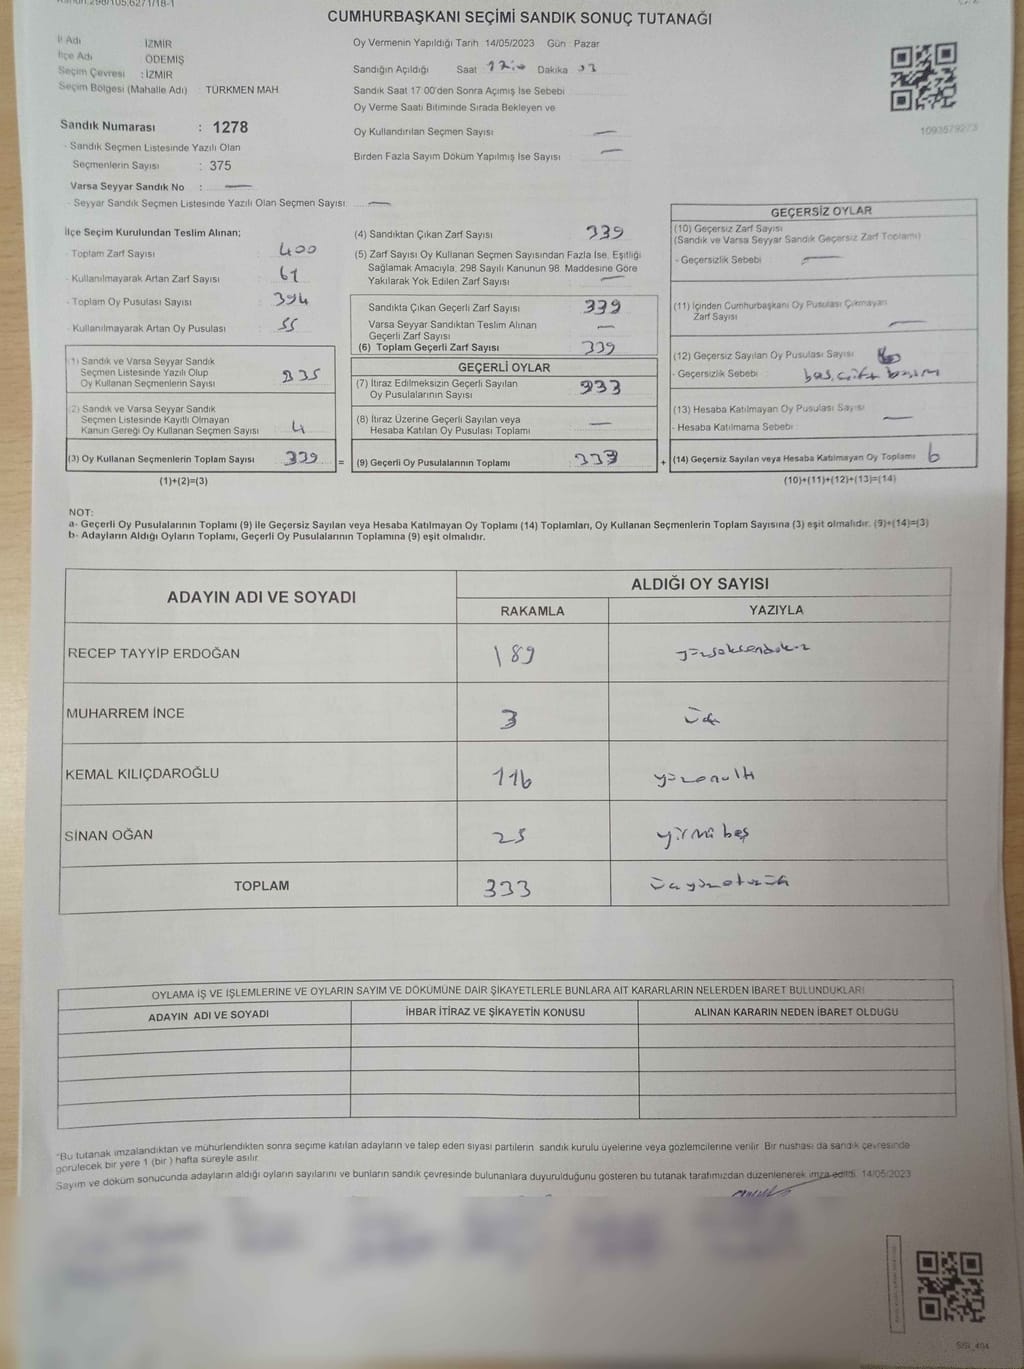 CUMHURBAŞKANI SEÇİMİ SANDIK SONUÇ TUTANAĞI
İl Adı İZMİR
İlçe Adı ÖDEMİŞ
Seçim Çevresi : İZMİR
Seçim Bölgesi (Mahalle Adı) : TÜRKMEN MAH.
Sandık Numarası : 1278
- Sandık Seçmen Listesinde Yazılı Olan
Seçmenlerin Sayısı : 375
Varsa Seyyar Sandık No : —
- Seyyar Sandık Seçmen Listesinde Yazılı Olan Seçmen Sayısı: —
Oy Vermenin Yapıldığı Tarih : 14/05/2023 Gün : Pazar
Sandığın Açıldığı Saat Dakika
Sandık Saat 17:00'den Sonra Açımış İse Sebebi
Oy Verme Saati Bitiminde Sırada Bekleyen ve
Oy Kullandırılan Seçmen Sayısı —
Birden Fazla Sayım Döküm Yapılmış İse Sayısı —
1093579273
İlçe Seçim Kurulundan Teslim Alınan;
- Toplam Zarf Sayısı 400
- Kullanılmayarak Artan Zarf Sayısı 61
- Toplam Oy Pusulası Sayısı 394
- Kullanılmayarak Artan Oy Pusulası 55
(1) Sandık ve Varsa Seyyar Sandık
Seçmen Listesinde Yazılı Olup
Oy Kullanan Seçmenlerin Sayısı 335
(2) Sandık ve Varsa Seyyar Sandık
Seçmen Listesinde Kayıtlı Olmayan
Kanun Gereği Oy Kullanan Seçmen Sayısı 4
(3) Oy Kullanan Seçmenlerin Toplam Sayısı 339 =
(1)+(2)=(3)
(4) Sandıktan Çıkan Zarf Sayısı 339
(5) Zarf Sayısı Oy Kullanan Seçmen Sayısından Fazla İse, Eşitliği
Sağlamak Amacıyla, 298 Sayılı Kanunun 98. Maddesine Göre
Yakılarak Yok Edilen Zarf Sayısı —
Sandıkta Çıkan Geçerli Zarf Sayısı 339
Varsa Seyyar Sandıktan Teslim Alınan
Geçerli Zarf Sayısı —
(6) Toplam Geçerli Zarf Sayısı 339
GEÇERLİ OYLAR
(7) İtiraz Edilmeksizin Geçerli Sayılan
Oy Pusulalarının Sayısı 333
(8) İtiraz Üzerine Geçerli Sayılan veya
Hesaba Katılan Oy Pusulası Toplamı —
(9) Geçerli Oy Pusulalarının Toplamı 333 +
GEÇERSİZ OYLAR
(10) Geçersiz Zarf Sayısı
(Sandık ve Varsa Seyyar Sandık Geçersiz Zarf Toplamı)
- Geçersizlik Sebebi —
(11) İçinden Cumhurbaşkanı Oy Pusulası Çıkmayan
Zarf Sayısı —
(12) Geçersiz Sayılan Oy Pusulası Sayısı
- Geçersizlik Sebebi : boş, çift basım
(13) Hesaba Katılmayan Oy Pusulası Sayısı —
- Hesaba Katılmama Sebebi :
(14) Geçersiz Sayılan veya Hesaba Katılmayan Oy Toplamı 6
(10)+(11)+(12)+(13)=(14)
NOT:
a- Geçerli Oy Pusulalarının Toplamı (9) ile Geçersiz Sayılan veya Hesaba Katılmayan Oy Toplamı (14) Toplamları, Oy Kullanan Seçmenlerin Toplam Sayısına (3) eşit olmalıdır. (9)+(14)=(3)
b- Adayların Aldığı Oyların Toplamı, Geçerli Oy Pusulalarının Toplamına (9) eşit olmalıdır.
ADAYIN ADI VE SOYADI
ALDIĞI OY SAYISI
RAKAMLA YAZIYLA
RECEP TAYYİP ERDOĞAN 189 yüzseksendokuz
MUHARREM İNCE 3 üç
KEMAL KILIÇDAROĞLU 116 yüzonaltı
SİNAN OĞAN 25 yirmi beş
TOPLAM 333 üçyüzotuzüç
OYLAMA İŞ VE İŞLEMLERİNE VE OYLARIN SAYIM VE DÖKÜMÜNE DAİR ŞİKAYETLERLE BUNLARA AİT KARARLARIN NELERDEN İBARET BULUNDUKLARI
ADAYIN ADI VE SOYADI İHBAR İTİRAZ VE ŞİKAYETİN KONUSU ALINAN KARARIN NEDEN İBARET OLDUĞU
"Bu tutanak imzalandıktan ve mühürlendikten sonra seçime katılan adayların ve talep eden siyasi partilerin sandık kurulu üyelerine veya gözlemcilerine verilir. Bir nüshası da sandık çevresinde
görülecek bir yere 1 (bir) hafta süreyle asılır.
Sayım ve döküm sonucunda adayların aldığı oyların sayılarını ve bunların sandık çevresinde bulunanlara duyurulduğunu gösteren bu tutanak tarafımızdan düzenlenerek imza edildi. 14/05/2023